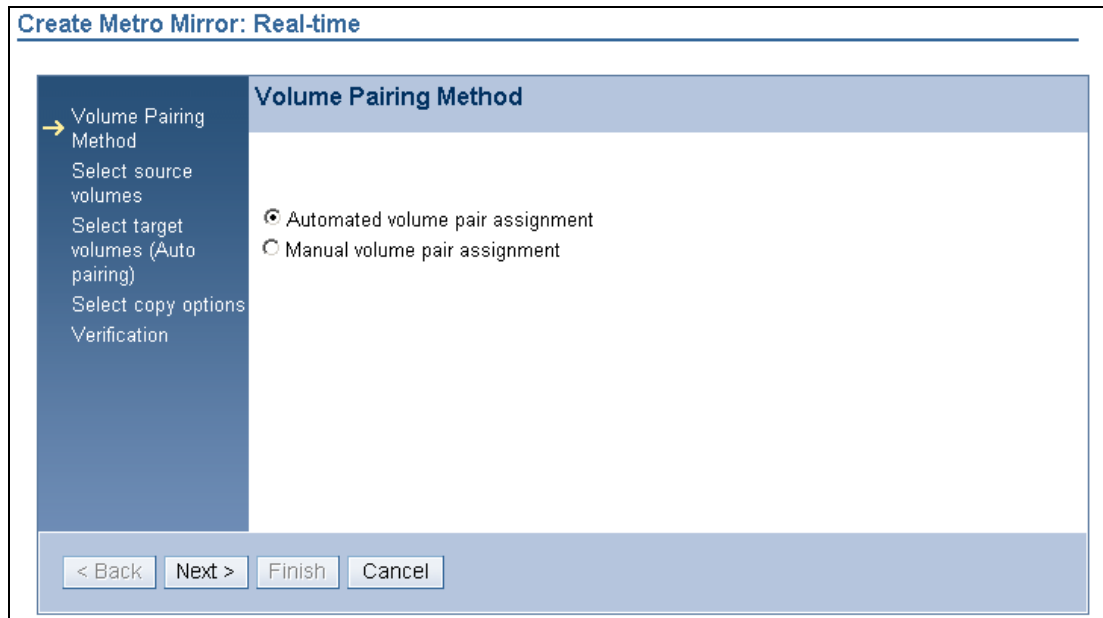 Create Metro Mirror: Real-time
Volume Pairing
Method
Select source
volumes
Select target
volumes (Auto
pairing)
Select copy options
Verification
Volume Pairing Method
Automated volume pair assignment
Manual volume pair assignment
< Back
Next >
Finish
Cancel